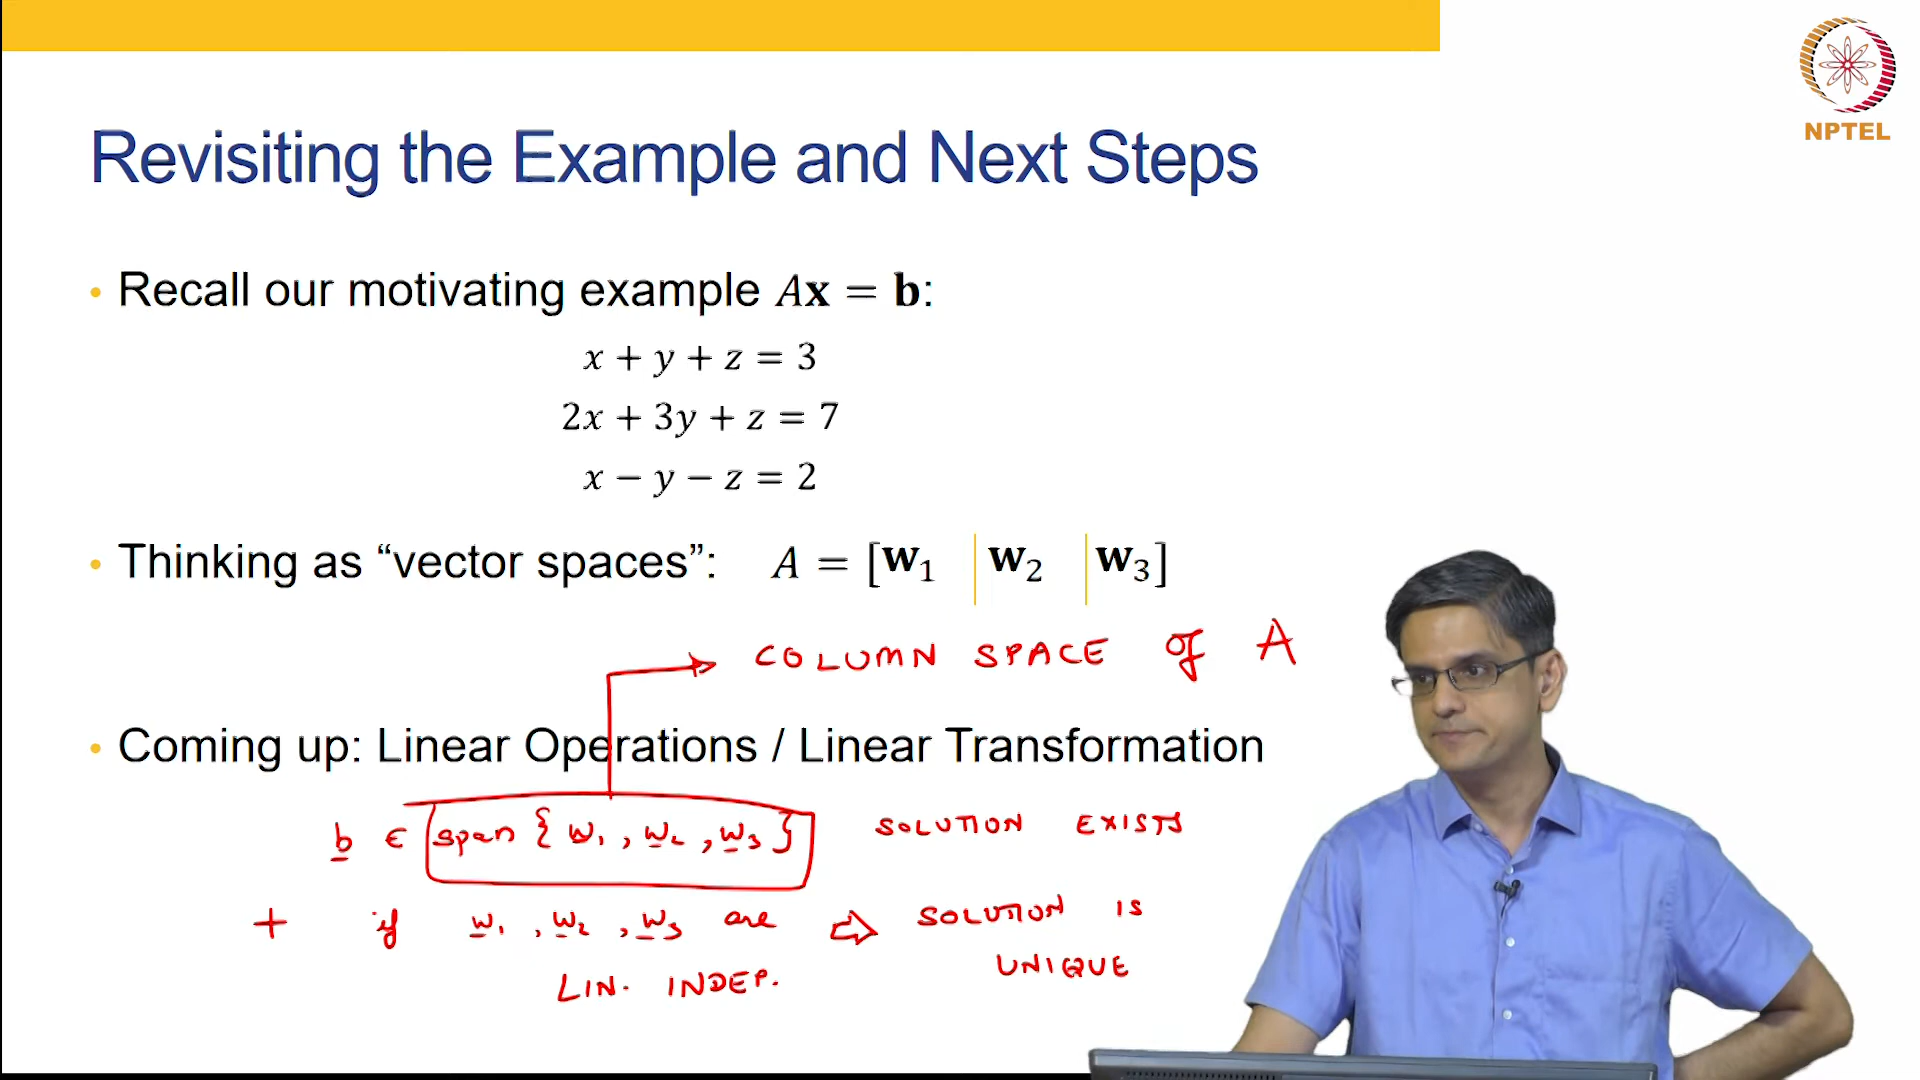 NPTEL
Revisiting the Example and Next Steps
• Recall our motivating example Ax = b:
x + y + z = 3
2x + 3y + z = 7
x − y − z = 2
• Thinking as “vector spaces”: A = [w₁ | w₂ | w₃]
COLUMN SPACE of A
• Coming up: Linear Operations / Linear Transformation
b ∈ span { w₁ , w₂ , w₃ } SOLUTION EXISTS
+ if w₁ , w₂ , w₃ are ⇨ SOLUTION IS
LIN. INDEP. UNIQUE